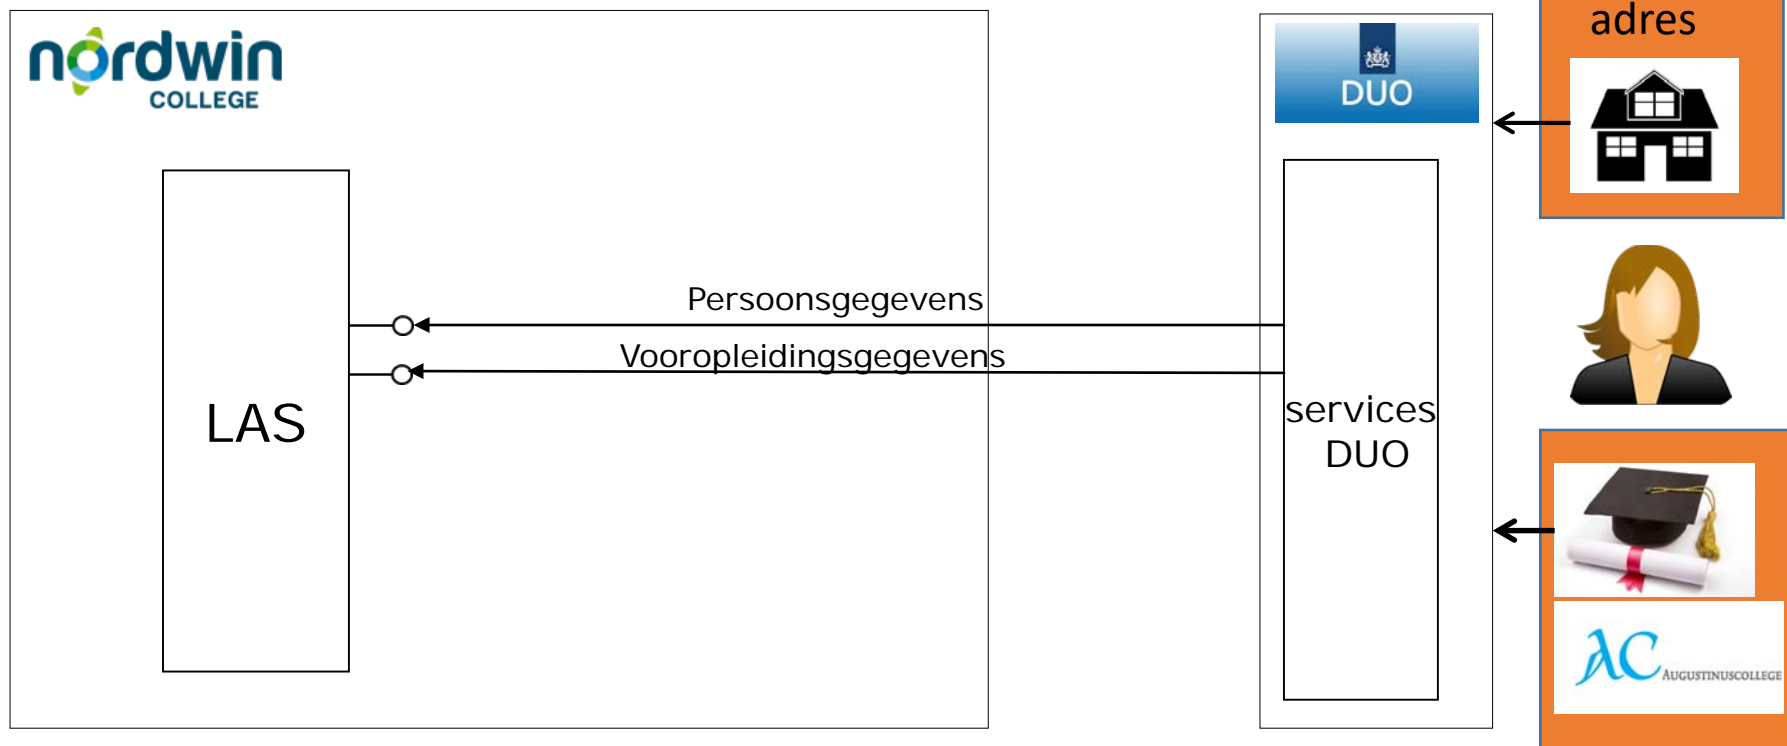 nordwin
COLLEGE
LAS
Persoonsgegevens
Vooropleidingsgegevens
DUO
services
DUO
adres
AC AUGUSTINUSCOLLEGE